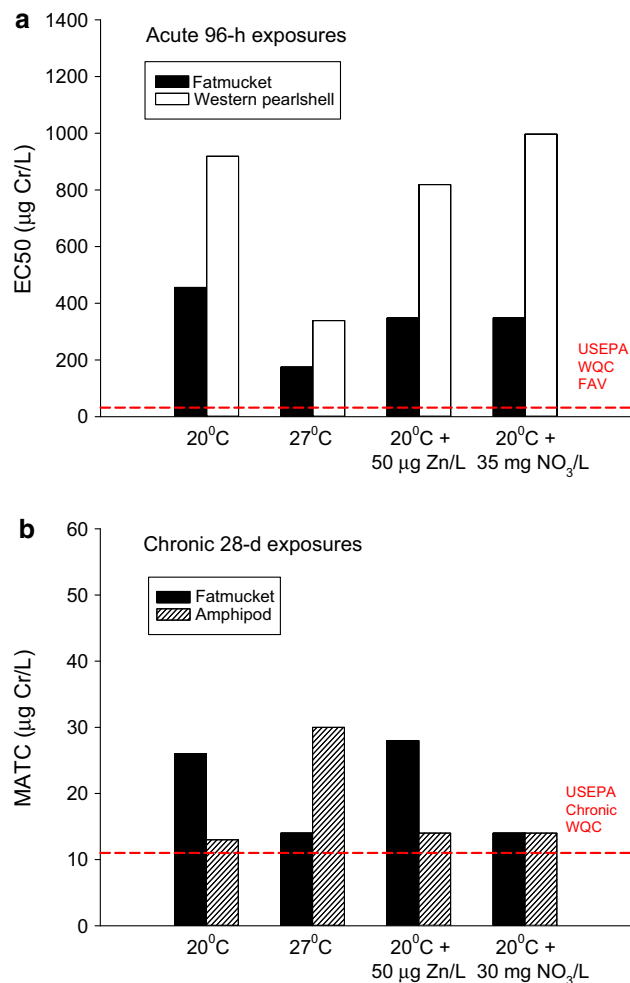 a
Acute 96-h exposures
Fatmucket
Western pearlshell
EC50 (µg Cr/L)
1400
1200
1000
800
600
400
200
0
USEPA
WQC
FAV
20⁰C
27⁰C
20⁰C +
50 µg Zn/L
20⁰C +
35 mg NO₃/L
b
Chronic 28-d exposures
Fatmucket
Amphipod
MATC (µg Cr/L)
60
50
40
30
20
10
0
USEPA
Chronic
WQC
20⁰C
27⁰C
20⁰C +
50 µg Zn/L
20⁰C +
30 mg NO₃/L